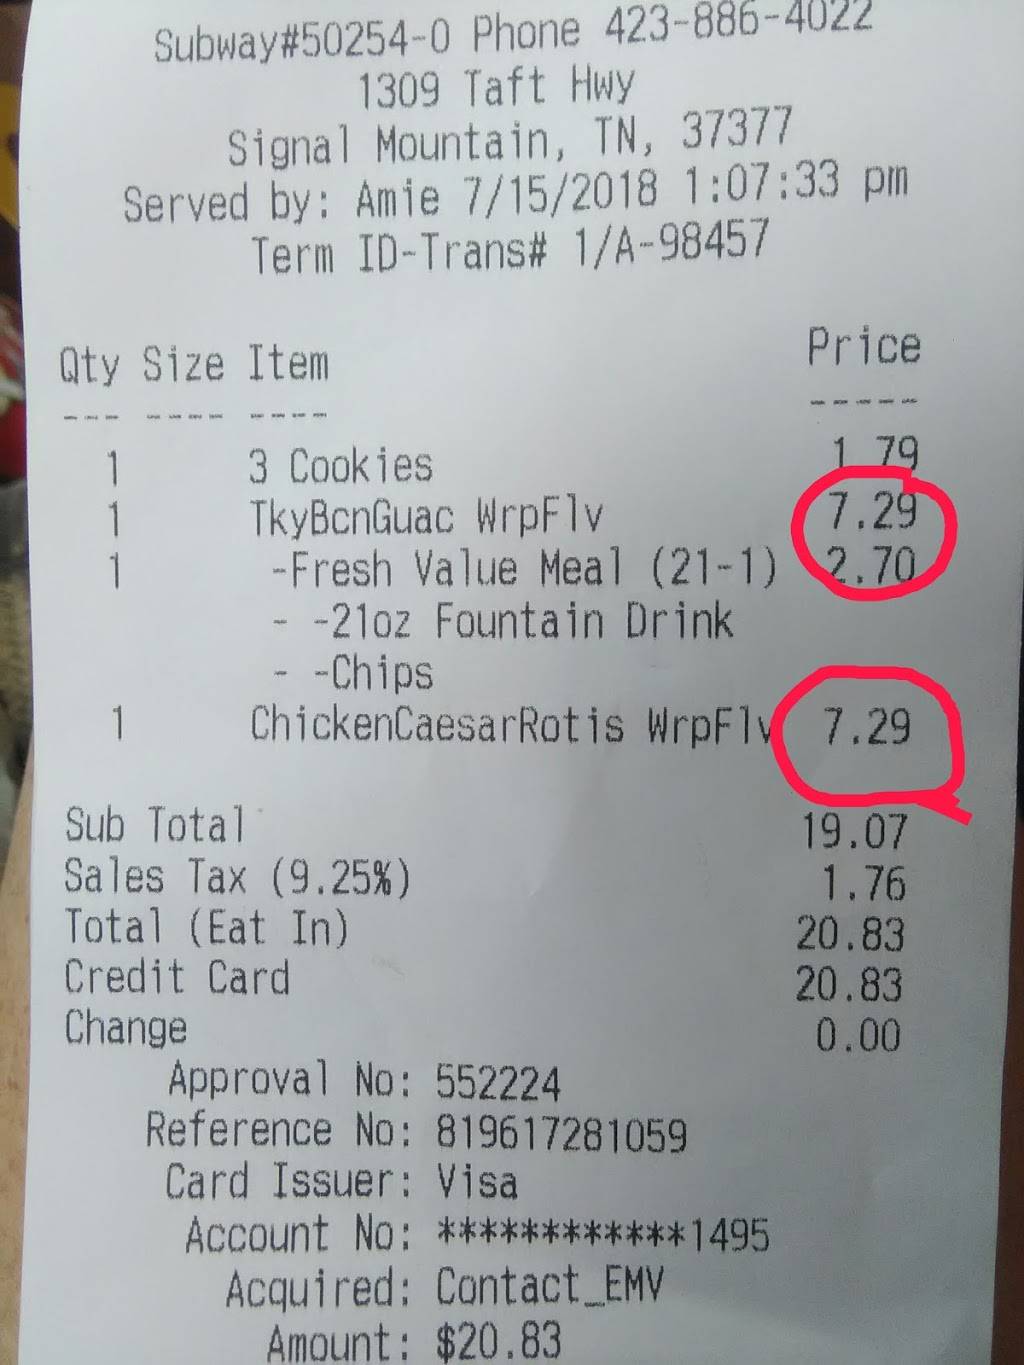 Subway#50254-0 Phone 423-886-4022
1309 Taft Hwy
Signal Mountain, TN, 37377
Served by: Amie 7/15/2018 1:07:33 pm
Term ID-Trans# 1/A-98457
Qty Size Item Price
--- ---- ---- -----
1 3 Cookies 1.79
1 TkyBcnGuac WrpFlv 7.29
1 -Fresh Value Meal (21-1) 2.70
- -21oz Fountain Drink
- -Chips
1 ChickenCaesarRotis WrpFlv 7.29
Sub Total 19.07
Sales Tax (9.25%) 1.76
Total (Eat In) 20.83
Credit Card 20.83
Change 0.00
Approval No: 552224
Reference No: 819617281059
Card Issuer: Visa
Account No: ************1495
Acquired: Contact_EMV
Amount: $20.83